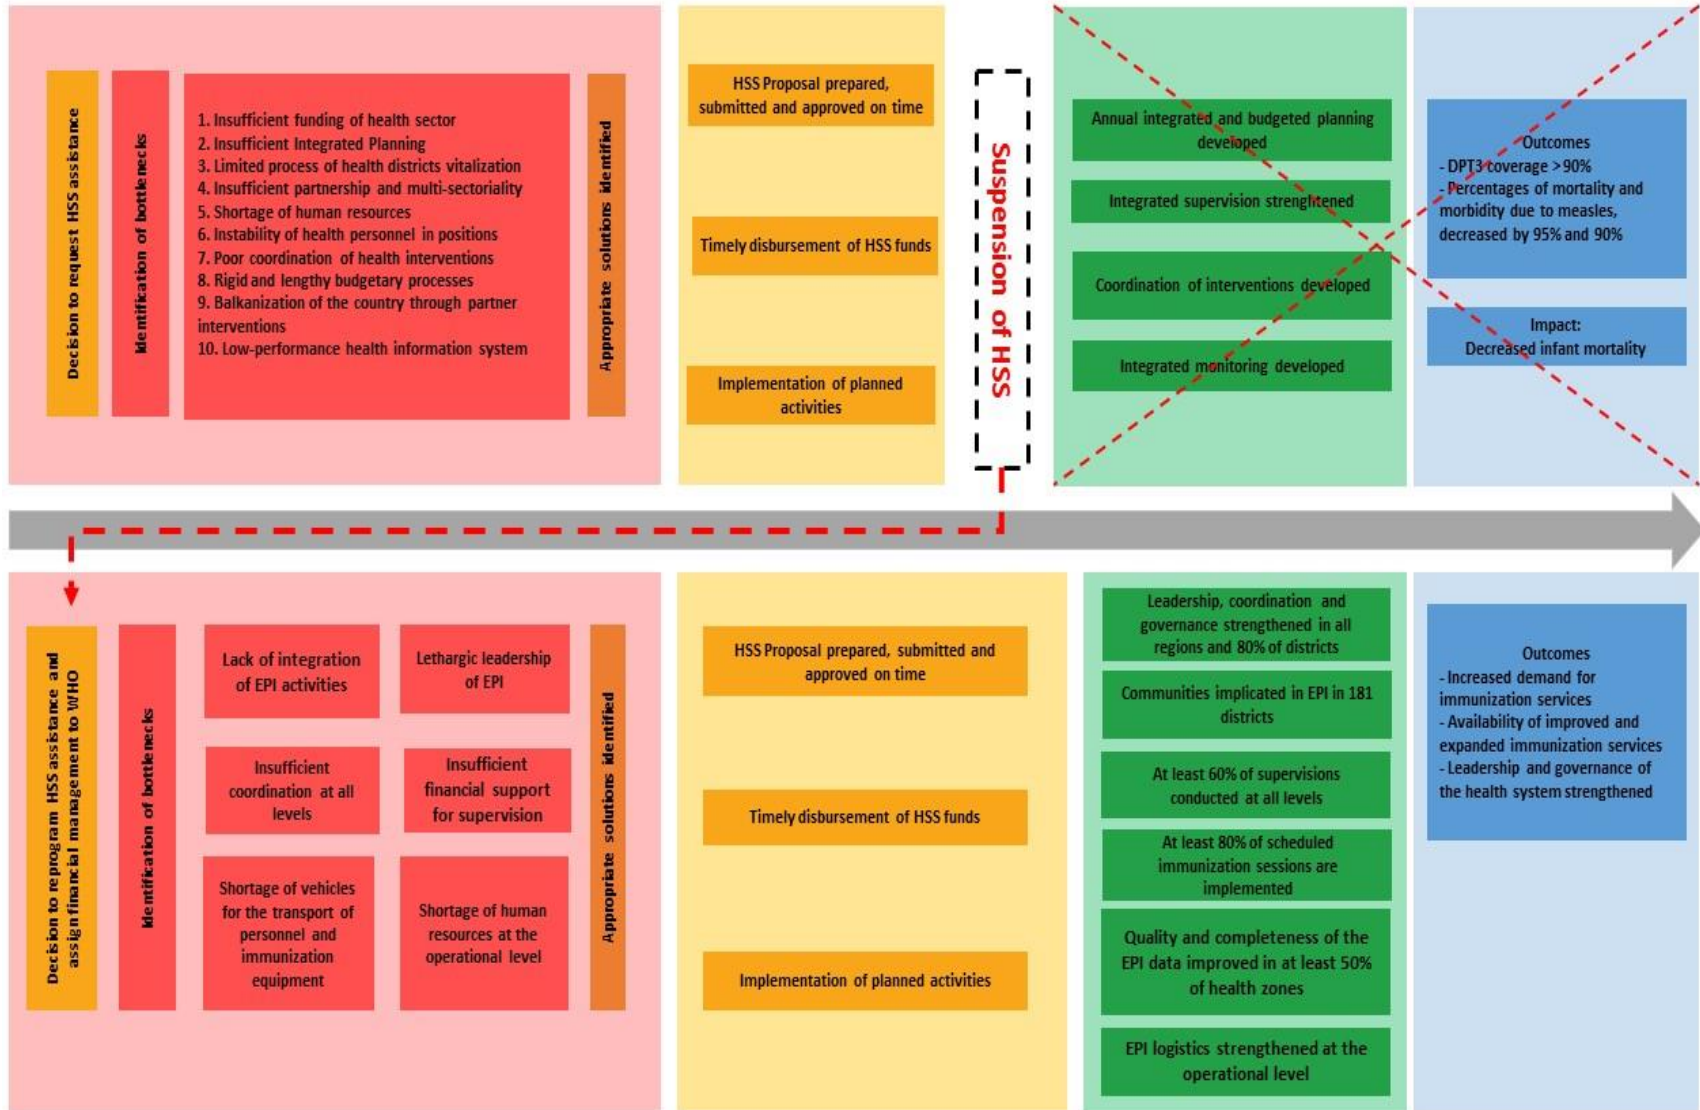 Decision to request HSS assistance
Identification of bottlenecks
1. Insufficient funding of health sector
2. Insufficient Integrated Planning
3. Limited process of health districts vitalization
4. Insufficient partnership and multi-sectoriality
5. Shortage of human resources
6. Instability of health personnel in positions
7. Poor coordination of health interventions
8. Rigid and lengthy budgetary processes
9. Balkanization of the country through partner
interventions
10. Low-performance health information system
Appropriate solutions identified
HSS Proposal prepared,
submitted and approved on time
Timely disbursement of HSS funds
Implementation of planned
activities
Suspension of HSS
Annual integrated and budgeted planning
developed
Integrated supervision strenghtened
Coordination of interventions developed
Integrated monitoring developed
Outcomes
- DPT3 coverage >90%
- Percentages of mortality and
morbidity due to measles,
decreased by 95% and 90%
Impact:
Decreased infant mortality
Decision to reprogram HSS assistance and
assign financial management to WHO
Identification of bottlenecks
Lack of integration
of EPI activities
Lethargic leadership
of EPI
Insufficient
coordination at all
levels
Insufficient
financial support
for supervision
Shortage of vehicles
for the transport of
personnel and
immunization
equipment
Shortage of human
resources at the
operational level
Appropriate solutions identified
HSS Proposal prepared, submitted and
approved on time
Timely disbursement of HSS funds
Implementation of planned activities
Leadership, coordination and
governance strengthened in all
regions and 80% of districts
Communities implicated in EPI in 181
districts
At least 60% of supervisions
conducted at all levels
At least 80% of scheduled
immunization sessions are
implemented
Quality and completeness of the
EPI data improved in at least 50%
of health zones
EPI logistics strengthened at the
operational level
Outcomes
- Increased demand for
immunization services
- Availability of improved and
expanded immunization services
- Leadership and governance of
the health system strengthened